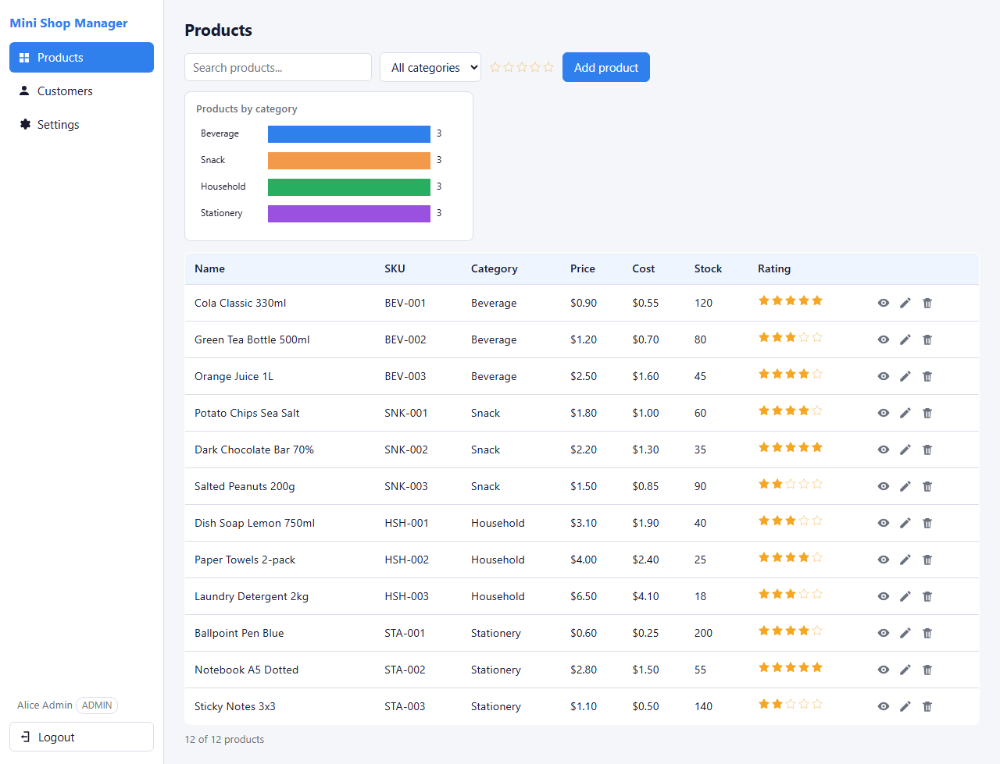 Mini Shop Manager
Products
Customers
Settings
Alice Admin ADMIN
Logout
Products
Search products...
All categories
Add product
Products by category
Beverage 3
Snack 3
Household 3
Stationery 3
Name SKU Category Price Cost Stock Rating
Cola Classic 330ml BEV-001 Beverage $0.90 $0.55 120
Green Tea Bottle 500ml BEV-002 Beverage $1.20 $0.70 80
Orange Juice 1L BEV-003 Beverage $2.50 $1.60 45
Potato Chips Sea Salt SNK-001 Snack $1.80 $1.00 60
Dark Chocolate Bar 70% SNK-002 Snack $2.20 $1.30 35
Salted Peanuts 200g SNK-003 Snack $1.50 $0.85 90
Dish Soap Lemon 750ml HSH-001 Household $3.10 $1.90 40
Paper Towels 2-pack HSH-002 Household $4.00 $2.40 25
Laundry Detergent 2kg HSH-003 Household $6.50 $4.10 18
Ballpoint Pen Blue STA-001 Stationery $0.60 $0.25 200
Notebook A5 Dotted STA-002 Stationery $2.80 $1.50 55
Sticky Notes 3x3 STA-003 Stationery $1.10 $0.50 140
12 of 12 products